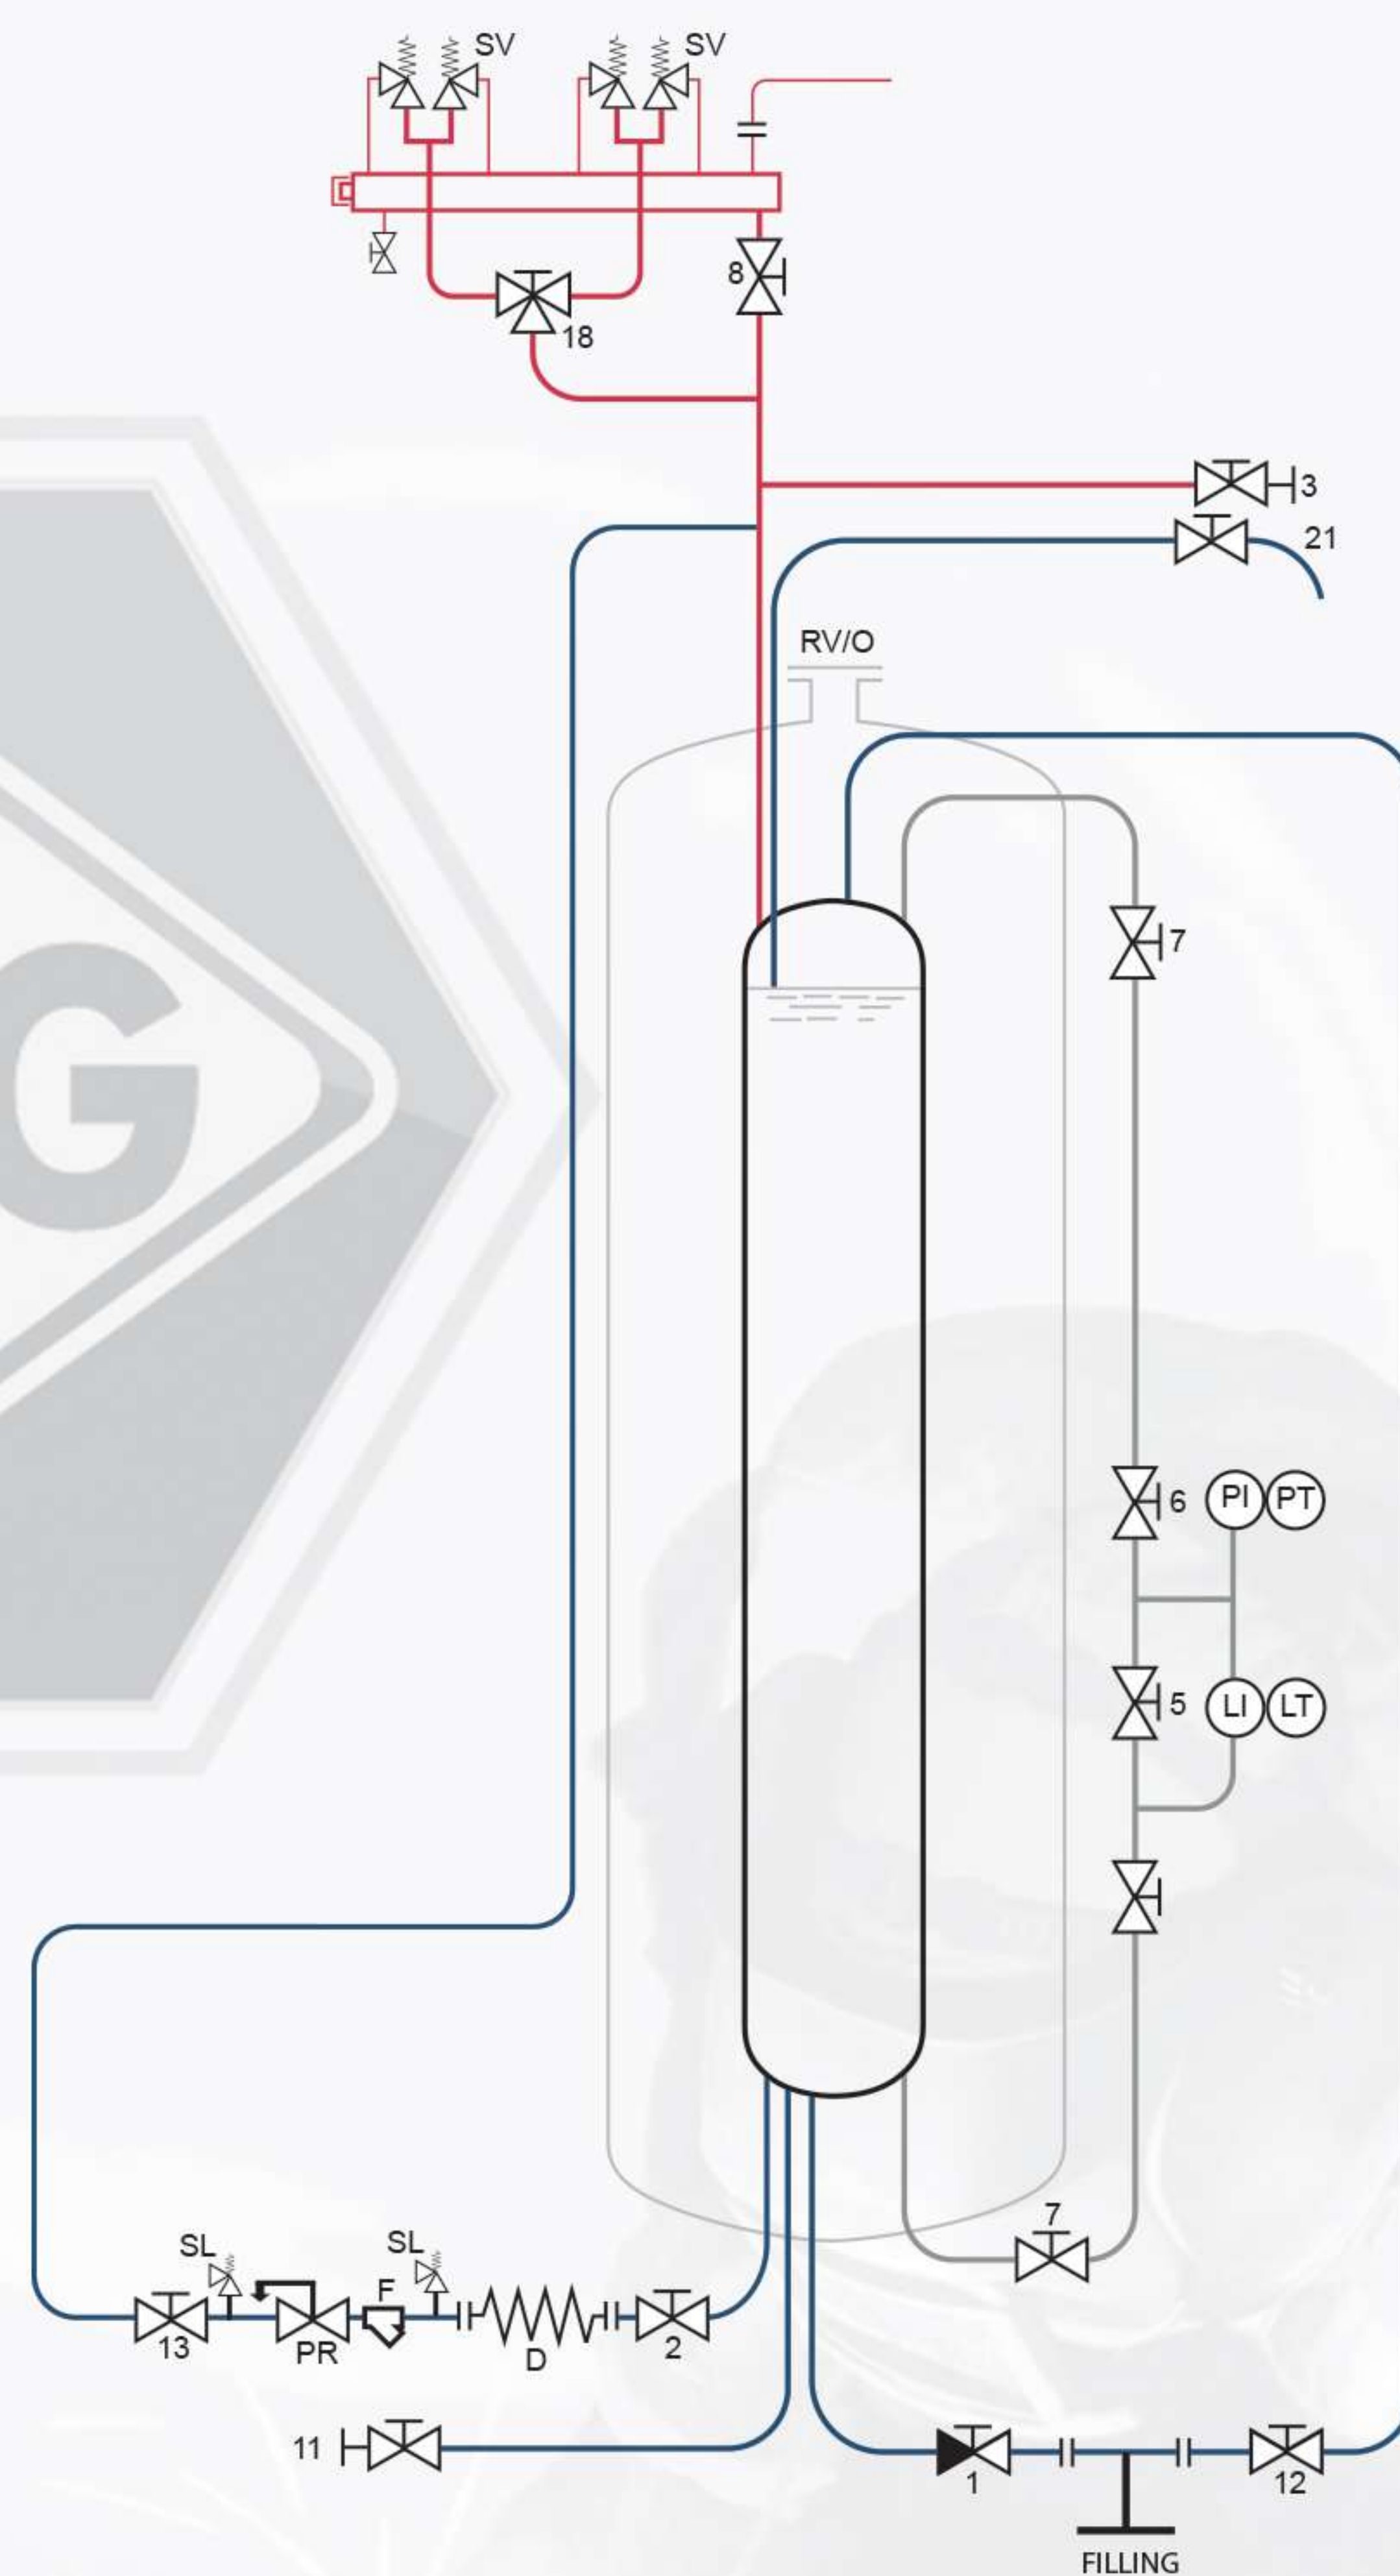 SV SV
8
18
3
21
RV/O
7
G
6 PI PT
5 LI LT
7
SL SL
F
13 PR D 2
11
1 12
FILLING